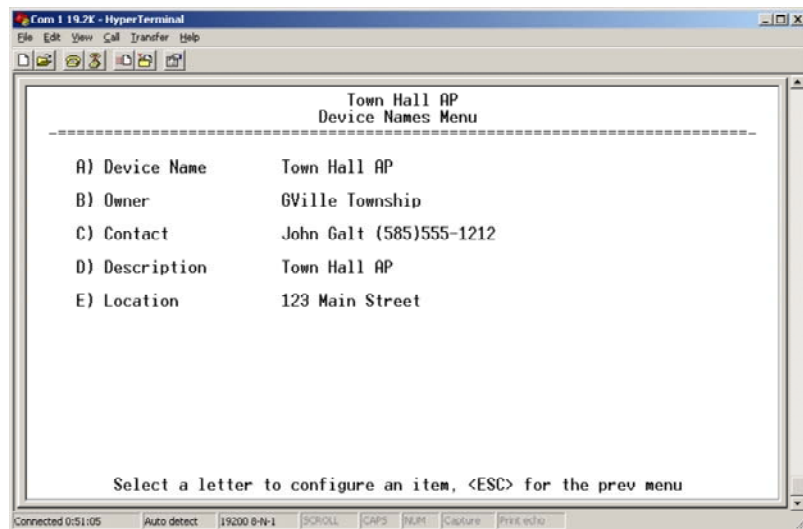 Com 1 19.2K - HyperTerminal
File Edit View Call Transfer Help
Town Hall AP
Device Names Menu
-==========================================================================-
A) Device Name Town Hall AP
B) Owner GVille Township
C) Contact John Galt (585)555-1212
D) Description Town Hall AP
E) Location 123 Main Street
Select a letter to configure an item, <ESC> for the prev menu
Connected 0:51:05 Auto detect 19200 8-N-1 SCROLL CAPS NUM Capture Print echo